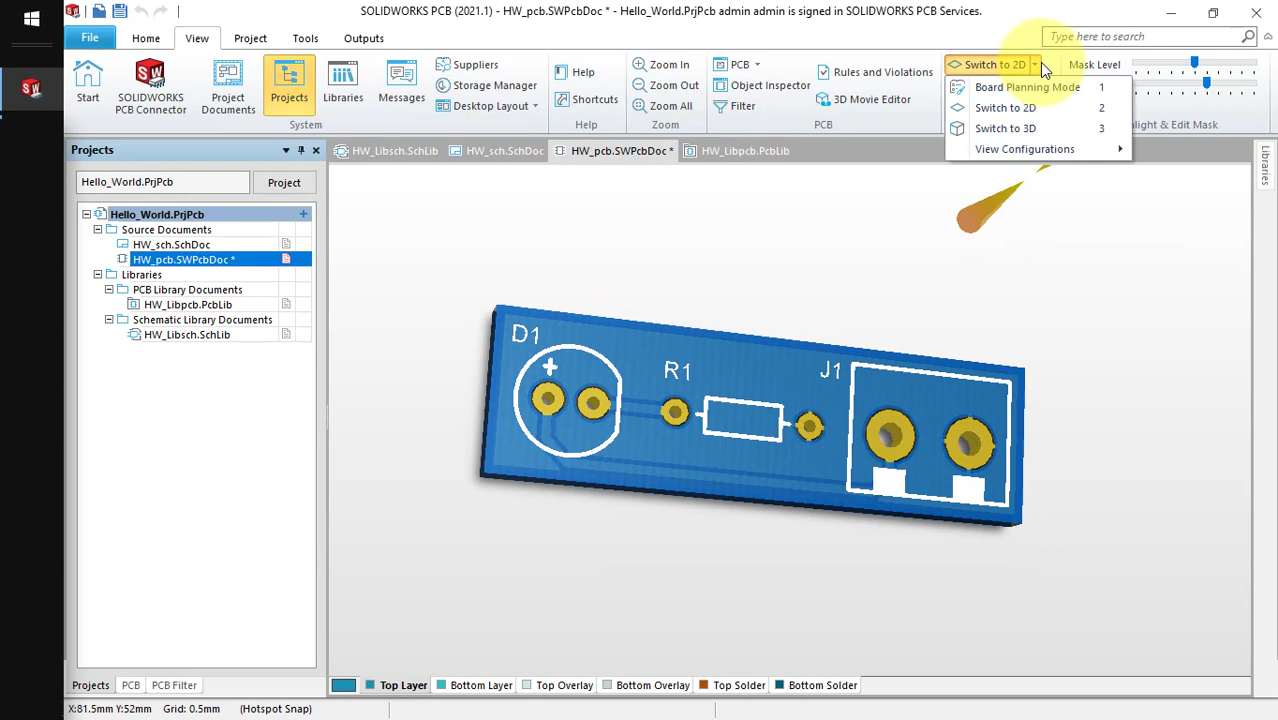 SOLIDWORKS PCB (2021.1) - HW_pcb.SWPcbDoc * - Hello_World.PrjPcb admin admin is signed in SOLIDWORKS PCB Services.
File Home View Project Tools Outputs
Type here to search
Start
SOLIDWORKS PCB Connector
Project Documents
Projects
Libraries
Messages
Suppliers
Storage Manager
Desktop Layout
System
Help
Shortcuts
Help
Zoom In
Zoom Out
Zoom All
Zoom
PCB
Object Inspector
Filter
Rules and Violations
3D Movie Editor
PCB
Switch to 2D
Mask Level
Board Planning Mode 1
Switch to 2D 2
Switch to 3D 3
View Configurations
light & Edit Mask
Projects
HW_Libsch.SchLib
HW_sch.SchDoc
HW_pcb.SWPcbDoc *
HW_Libpcb.PcbLib
Libraries
Hello_World.PrjPcb
Project
Hello_World.PrjPcb
Source Documents
HW_sch.SchDoc
HW_pcb.SWPcbDoc *
Libraries
PCB Library Documents
HW_Libpcb.PcbLib
Schematic Library Documents
HW_Libsch.SchLib
D1
+
R1
J1
Projects PCB PCB Filter
Top Layer Bottom Layer Top Overlay Bottom Overlay Top Solder Bottom Solder
X:81.5mm Y:52mm Grid: 0.5mm (Hotspot Snap)